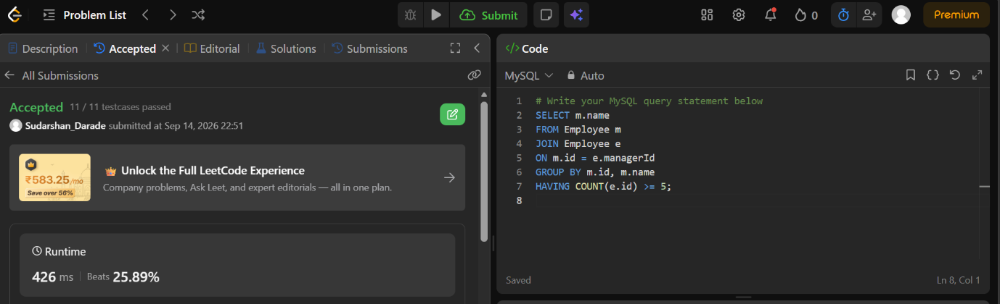 Problem List
Submit
0
Premium
Description
Accepted
Editorial
Solutions
Submissions
All Submissions
Accepted 11 / 11 testcases passed
Sudarshan_Darade submitted at Sep 14, 2026 22:51
₹583.25 /mo
Save over 56%
Unlock the Full LeetCode Experience
Company problems, Ask Leet, and expert editorials — all in one plan.
Runtime
426 ms Beats 25.89%
</> Code
MySQL Auto
1 # Write your MySQL query statement below
2 SELECT m.name
3 FROM Employee m
4 JOIN Employee e
5 ON m.id = e.managerId
6 GROUP BY m.id, m.name
7 HAVING COUNT(e.id) >= 5;
8
Saved
Ln 8, Col 1